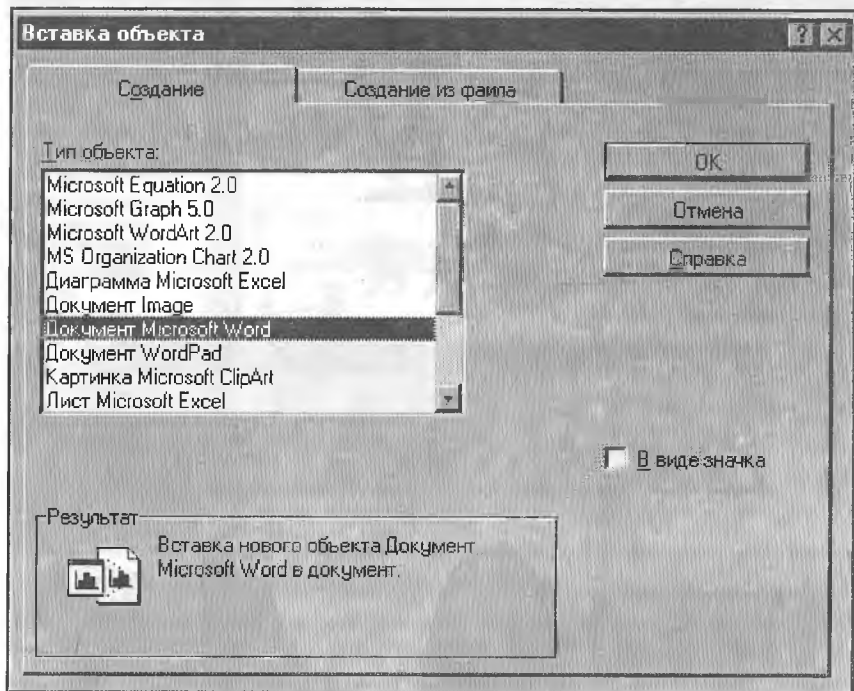 Вставка объекта
Создание
Создание из файла
Тип объекта:
Microsoft Equation 2.0
Microsoft Graph 5.0
Microsoft WordArt 2.0
MS Organization Chart 2.0
Диаграмма Microsoft Excel
Документ Image
Документ Microsoft Word
Документ WordPad
Картинка Microsoft ClipArt
Лист Microsoft Excel
OK
Отмена
Справка
В виде значка
Результат
Вставка нового объекта Документ
Microsoft Word в документ.